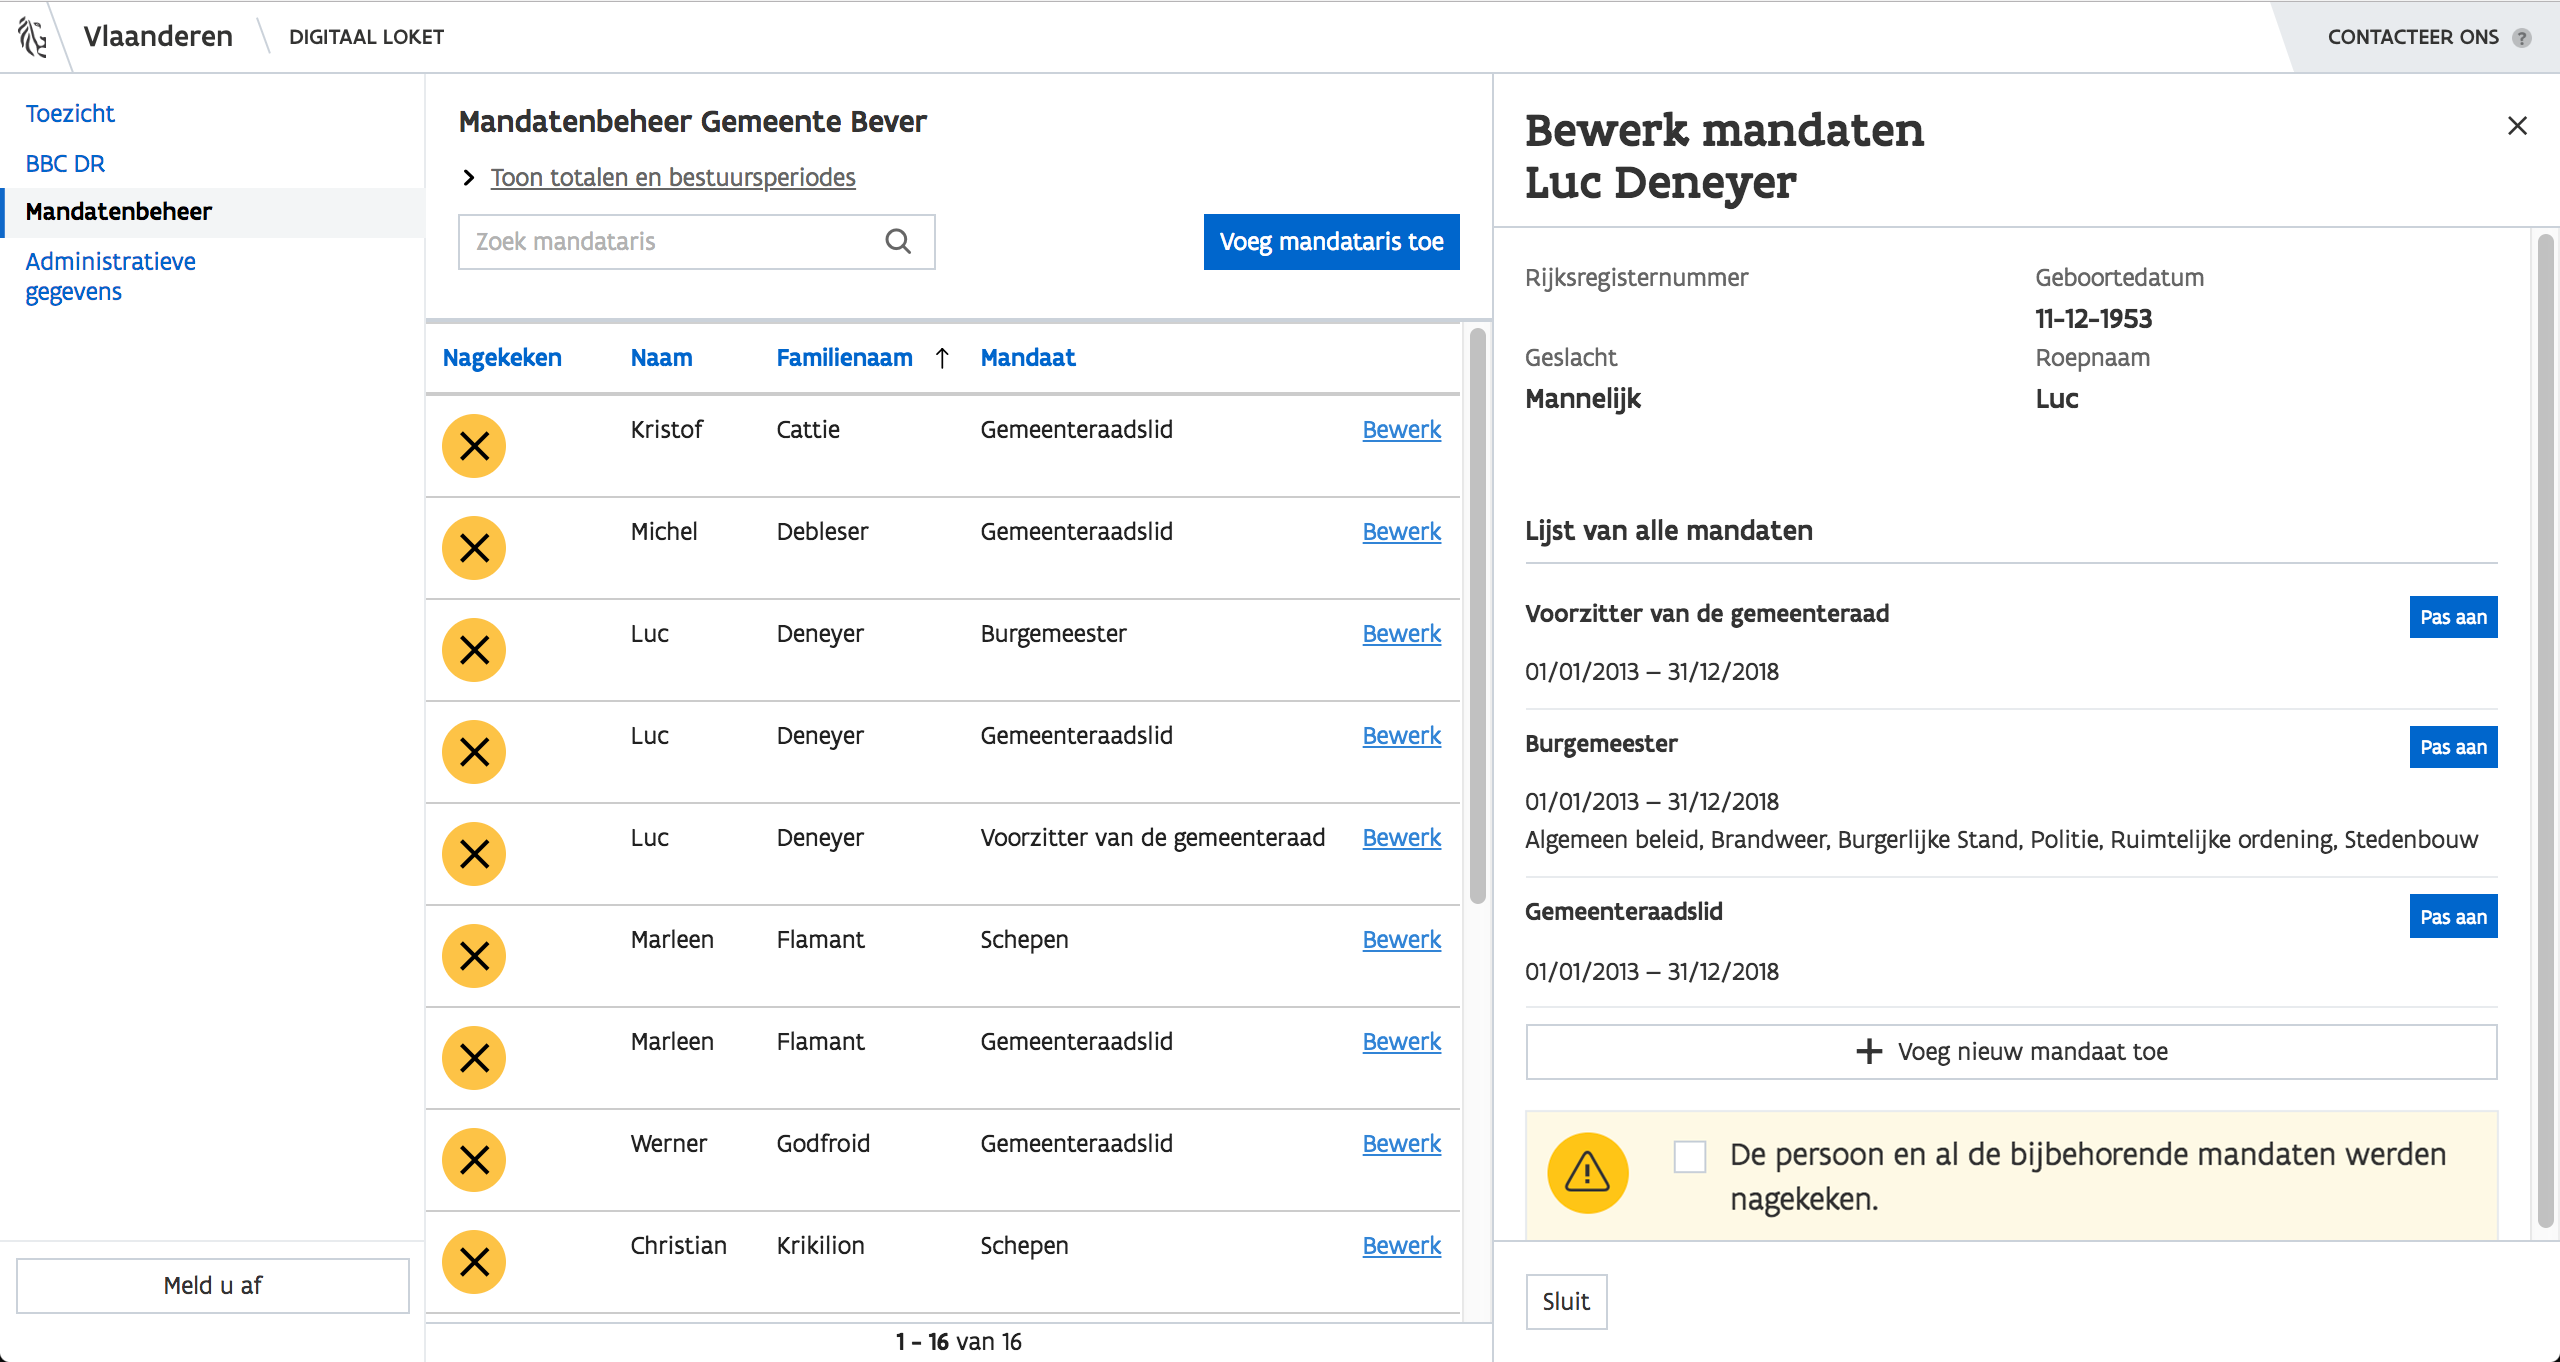 Vlaanderen
DIGITAAL LOKET
CONTACTEER ONS ?
Toezicht
BBC DR
Mandatenbeheer
Administratieve
gegevens
Meld u af
Mandatenbeheer Gemeente Bever
Toon totalen en bestuursperiodes
Zoek mandataris
Voeg mandataris toe
Nagekeken Naam Familienaam ↑ Mandaat
Kristof Cattie Gemeenteraadslid Bewerk
Michel Debleser Gemeenteraadslid Bewerk
Luc Deneyer Burgemeester Bewerk
Luc Deneyer Gemeenteraadslid Bewerk
Luc Deneyer Voorzitter van de gemeenteraad Bewerk
Marleen Flamant Schepen Bewerk
Marleen Flamant Gemeenteraadslid Bewerk
Werner Godfroid Gemeenteraadslid Bewerk
Christian Krikilion Schepen Bewerk
1 - 16 van 16
Bewerk mandaten
Luc Deneyer
Rijksregisternummer
Geboortedatum
11-12-1953
Geslacht
Mannelijk
Roepnaam
Luc
Lijst van alle mandaten
Voorzitter van de gemeenteraad
Pas aan
01/01/2013 – 31/12/2018
Burgemeester
Pas aan
01/01/2013 – 31/12/2018
Algemeen beleid, Brandweer, Burgerlijke Stand, Politie, Ruimtelijke ordening, Stedenbouw
Gemeenteraadslid
Pas aan
01/01/2013 – 31/12/2018
Voeg nieuw mandaat toe
De persoon en al de bijbehorende mandaten werden
nagekeken.
Sluit